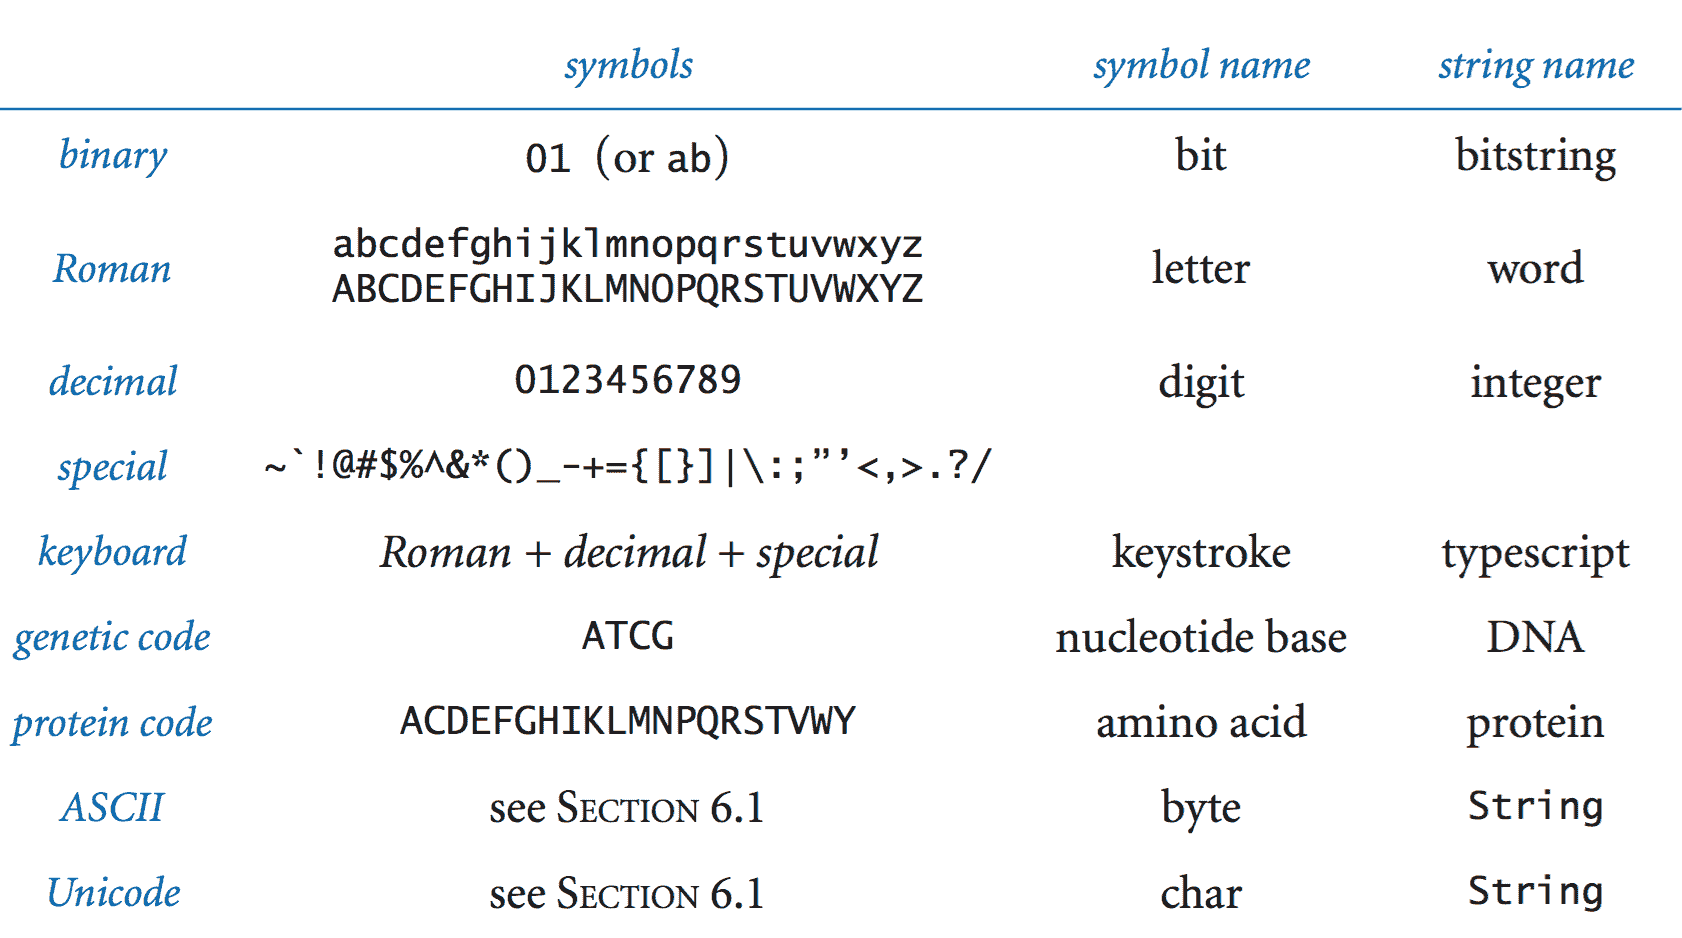 symbols symbol name string name
binary 01 (or ab) bit bitstring
abcdefghijklmnopqrstuvwxyz
Roman letter word
ABCDEFGHIJKLMNOPQRSTUVWXYZ
decimal 0123456789 digit integer
special ~`!@#$%^&*()_-+={[}]|\:;”’<,>.?/
keyboard Roman + decimal + special keystroke typescript
genetic code ATCG nucleotide base DNA
protein code ACDEFGHIKLMNPQRSTVWY amino acid protein
ASCII see SECTION 6.1 byte String
Unicode see SECTION 6.1 char String